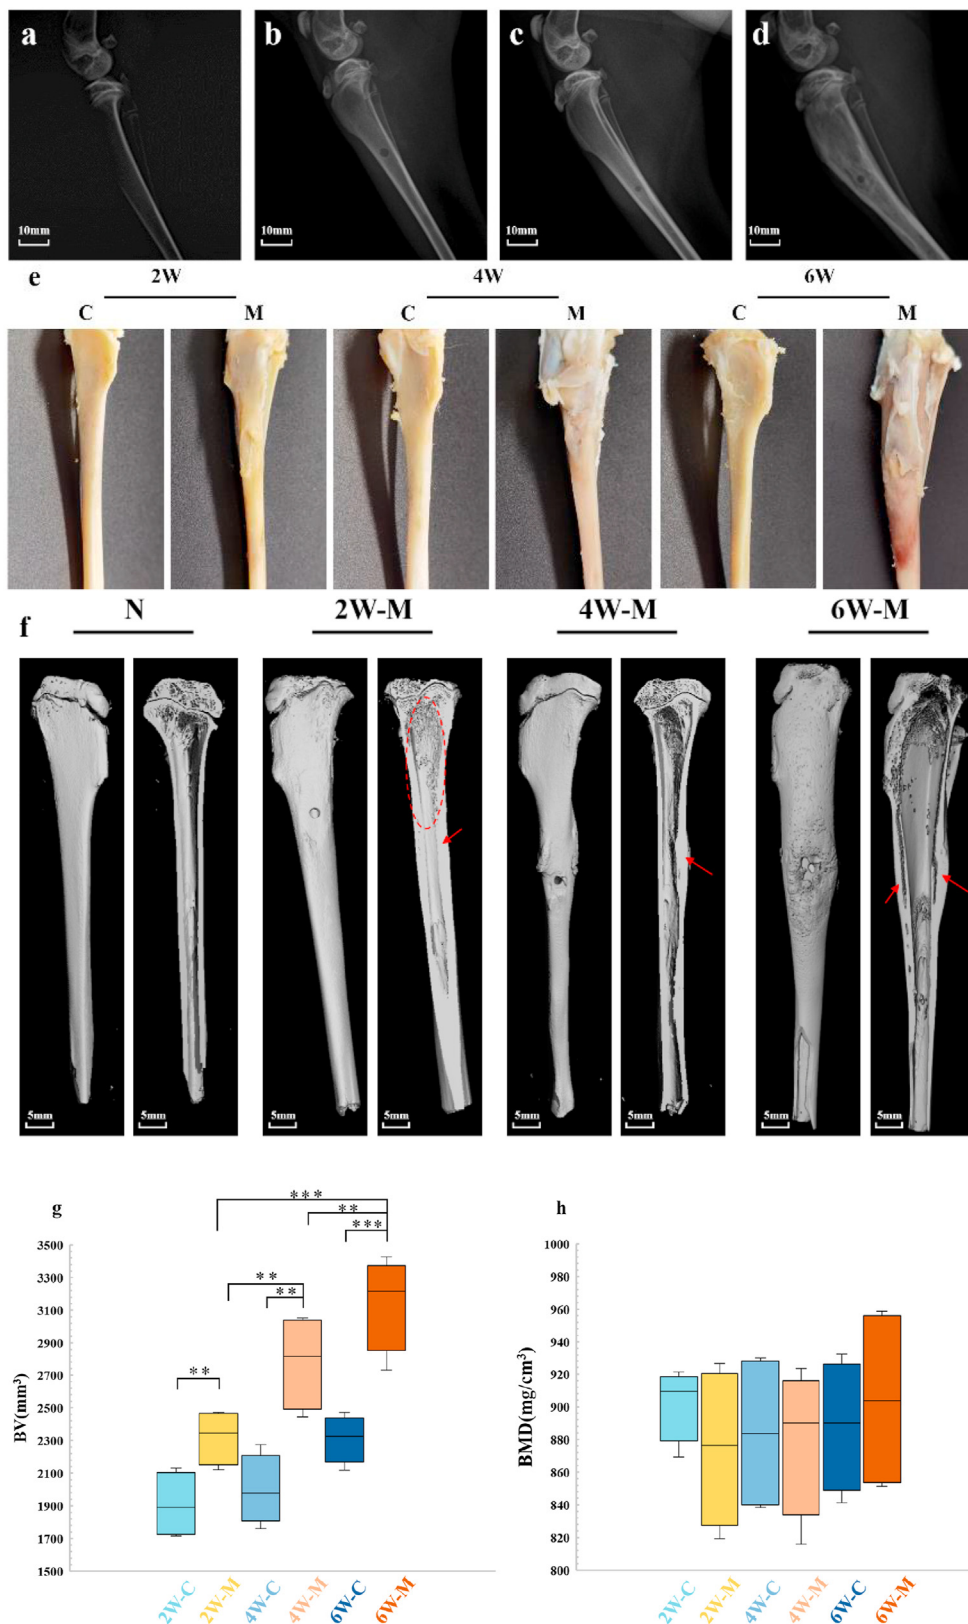 a b c d
10mm 10mm 10mm 10mm
e 2W 4W 6W
C M C M C M
f N 2W-M 4W-M 6W-M
5mm 5mm 5mm 5mm 5mm 5mm 5mm 5mm
g
***
**
***
**
**
**
3500
3300
3100
2900
2700
2500
2300
2100
1900
1700
1500
BV(mm³)
2W-C 2W-M 4W-C 4W-M 6W-C 6W-M
h
1000
980
960
940
920
900
880
860
840
820
800
BMD(mg/cm³)
2W-C 2W-M 4W-C 4W-M 6W-C 6W-M